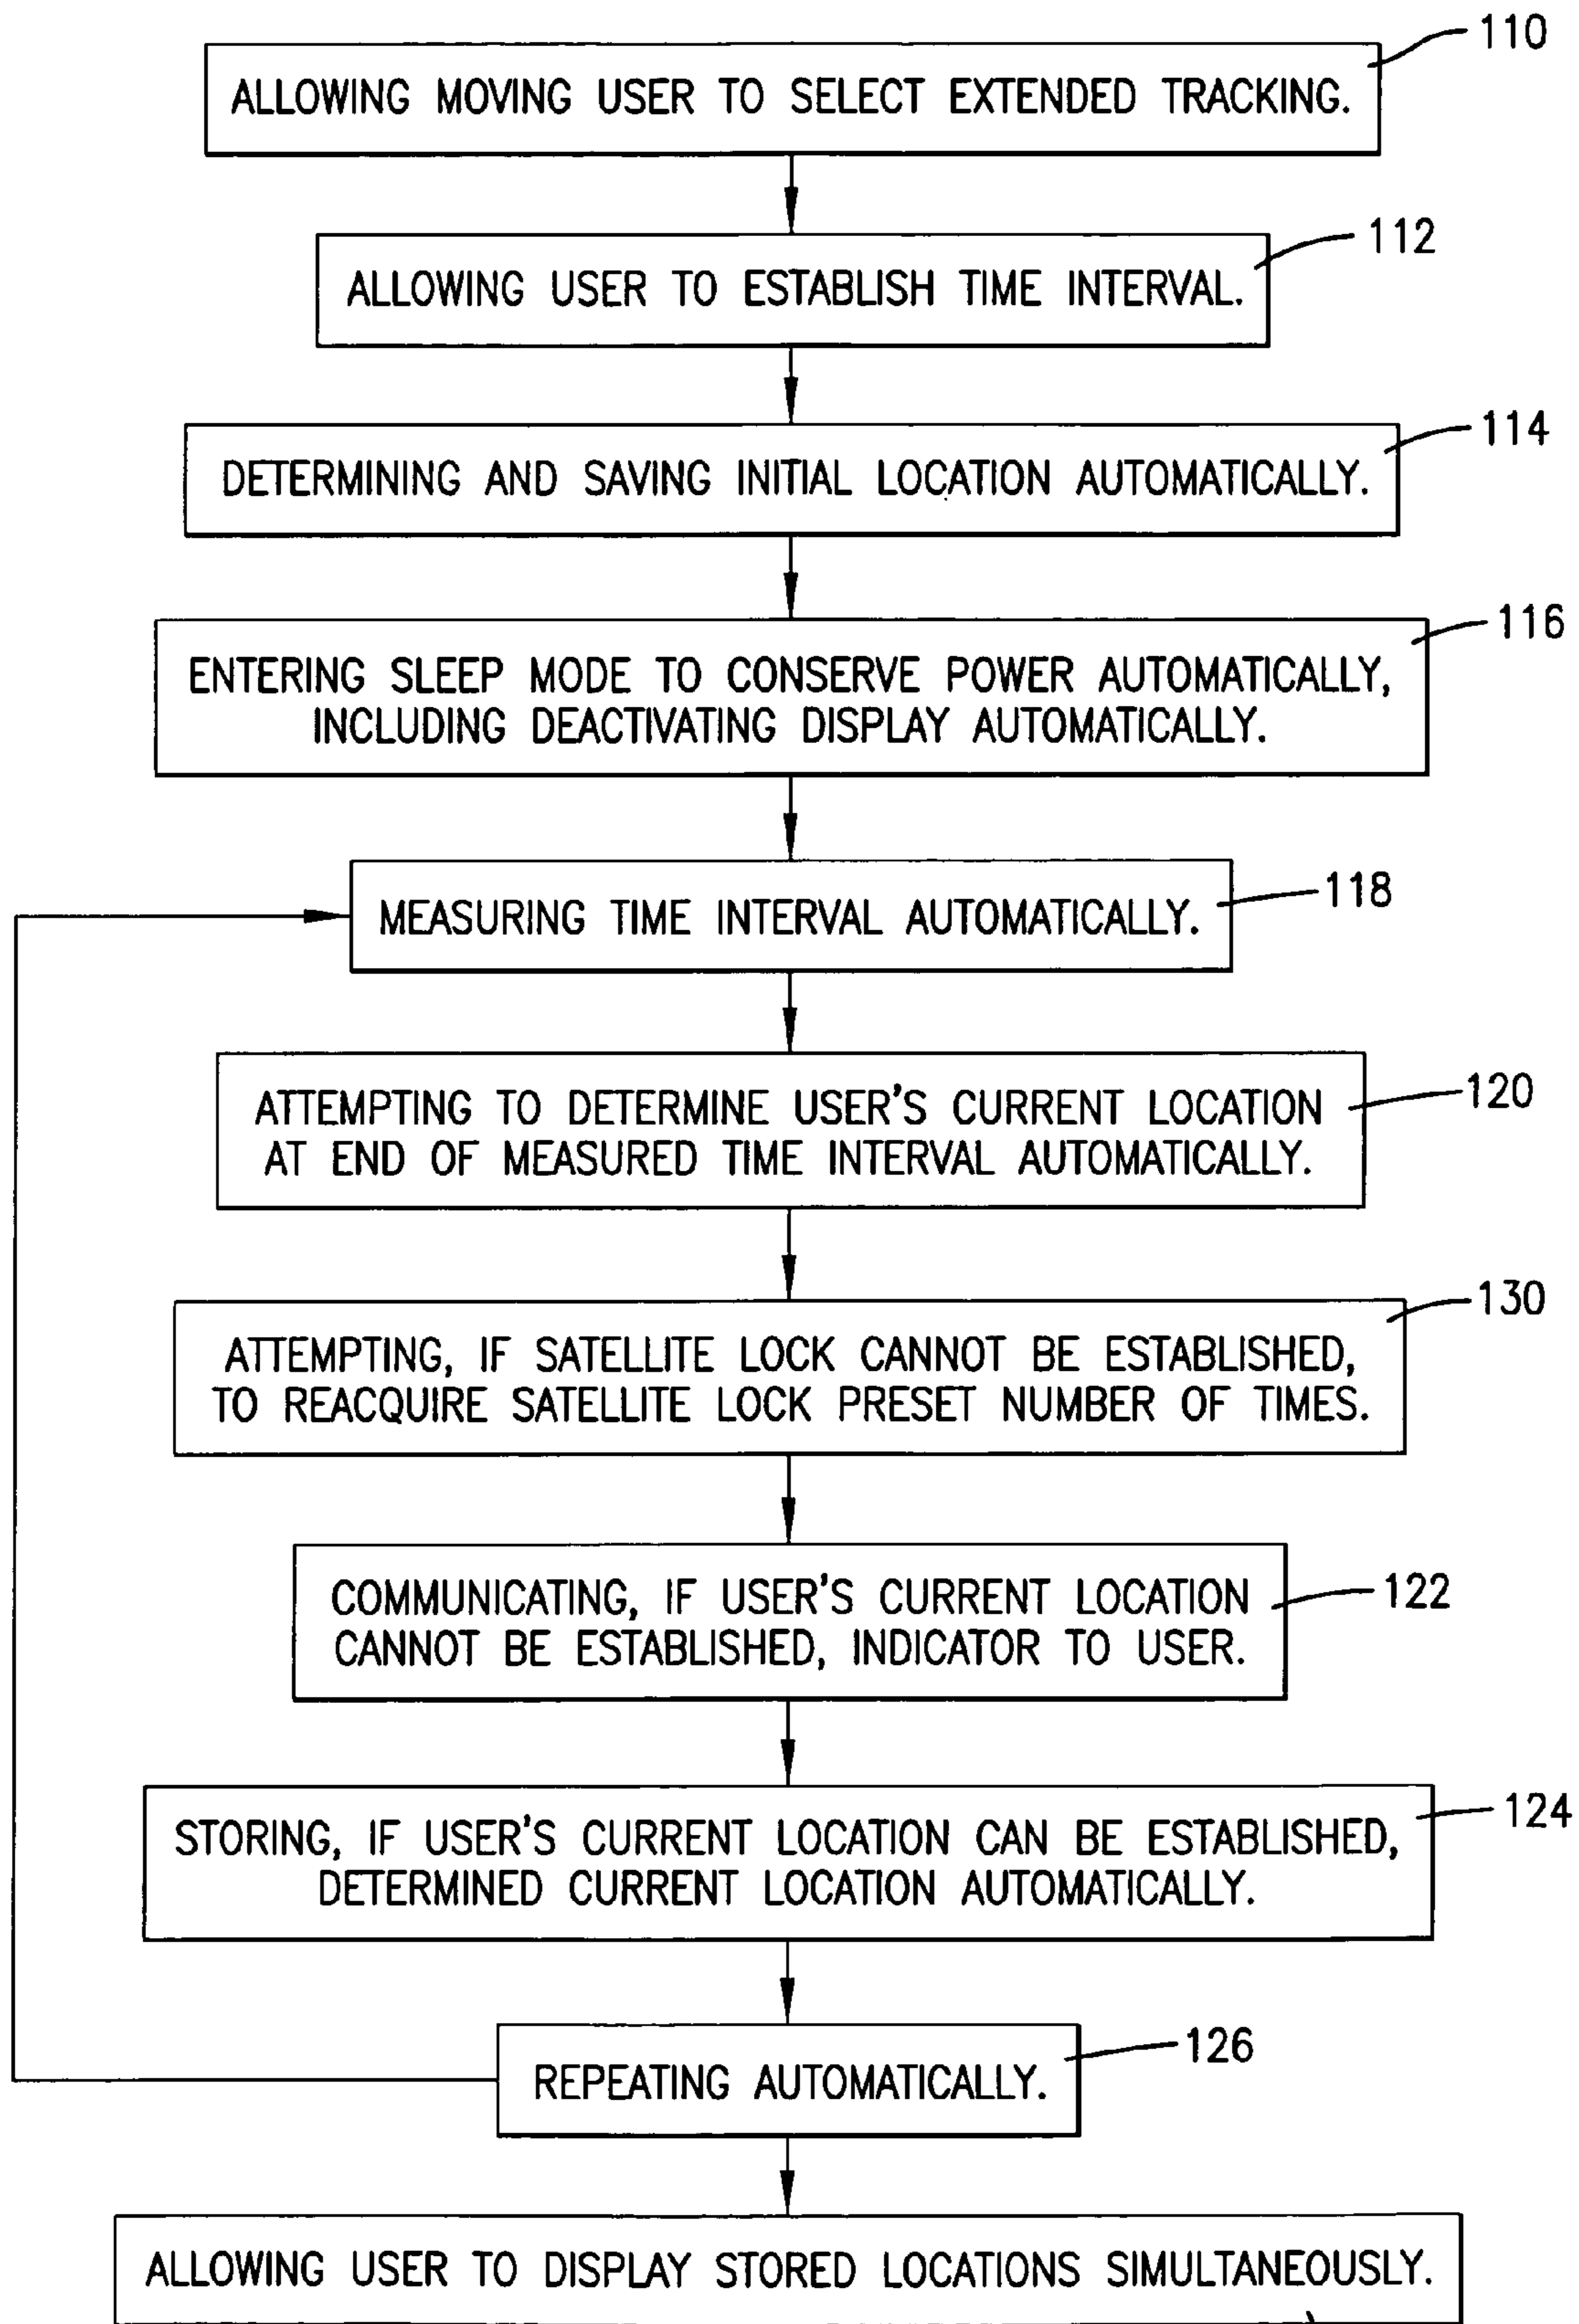 110
ALLOWING MOVING USER TO SELECT EXTENDED TRACKING.
112
ALLOWING USER TO ESTABLISH TIME INTERVAL.
114
DETERMINING AND SAVING INITIAL LOCATION AUTOMATICALLY.
116
ENTERING SLEEP MODE TO CONSERVE POWER AUTOMATICALLY,
INCLUDING DEACTIVATING DISPLAY AUTOMATICALLY.
118
MEASURING TIME INTERVAL AUTOMATICALLY.
120
ATTEMPTING TO DETERMINE USER'S CURRENT LOCATION
AT END OF MEASURED TIME INTERVAL AUTOMATICALLY.
130
ATTEMPTING, IF SATELLITE LOCK CANNOT BE ESTABLISHED,
TO REACQUIRE SATELLITE LOCK PRESET NUMBER OF TIMES.
122
COMMUNICATING, IF USER'S CURRENT LOCATION
CANNOT BE ESTABLISHED, INDICATOR TO USER.
124
STORING, IF USER'S CURRENT LOCATION CAN BE ESTABLISHED,
DETERMINED CURRENT LOCATION AUTOMATICALLY.
126
REPEATING AUTOMATICALLY.
ALLOWING USER TO DISPLAY STORED LOCATIONS SIMULTANEOUSLY.